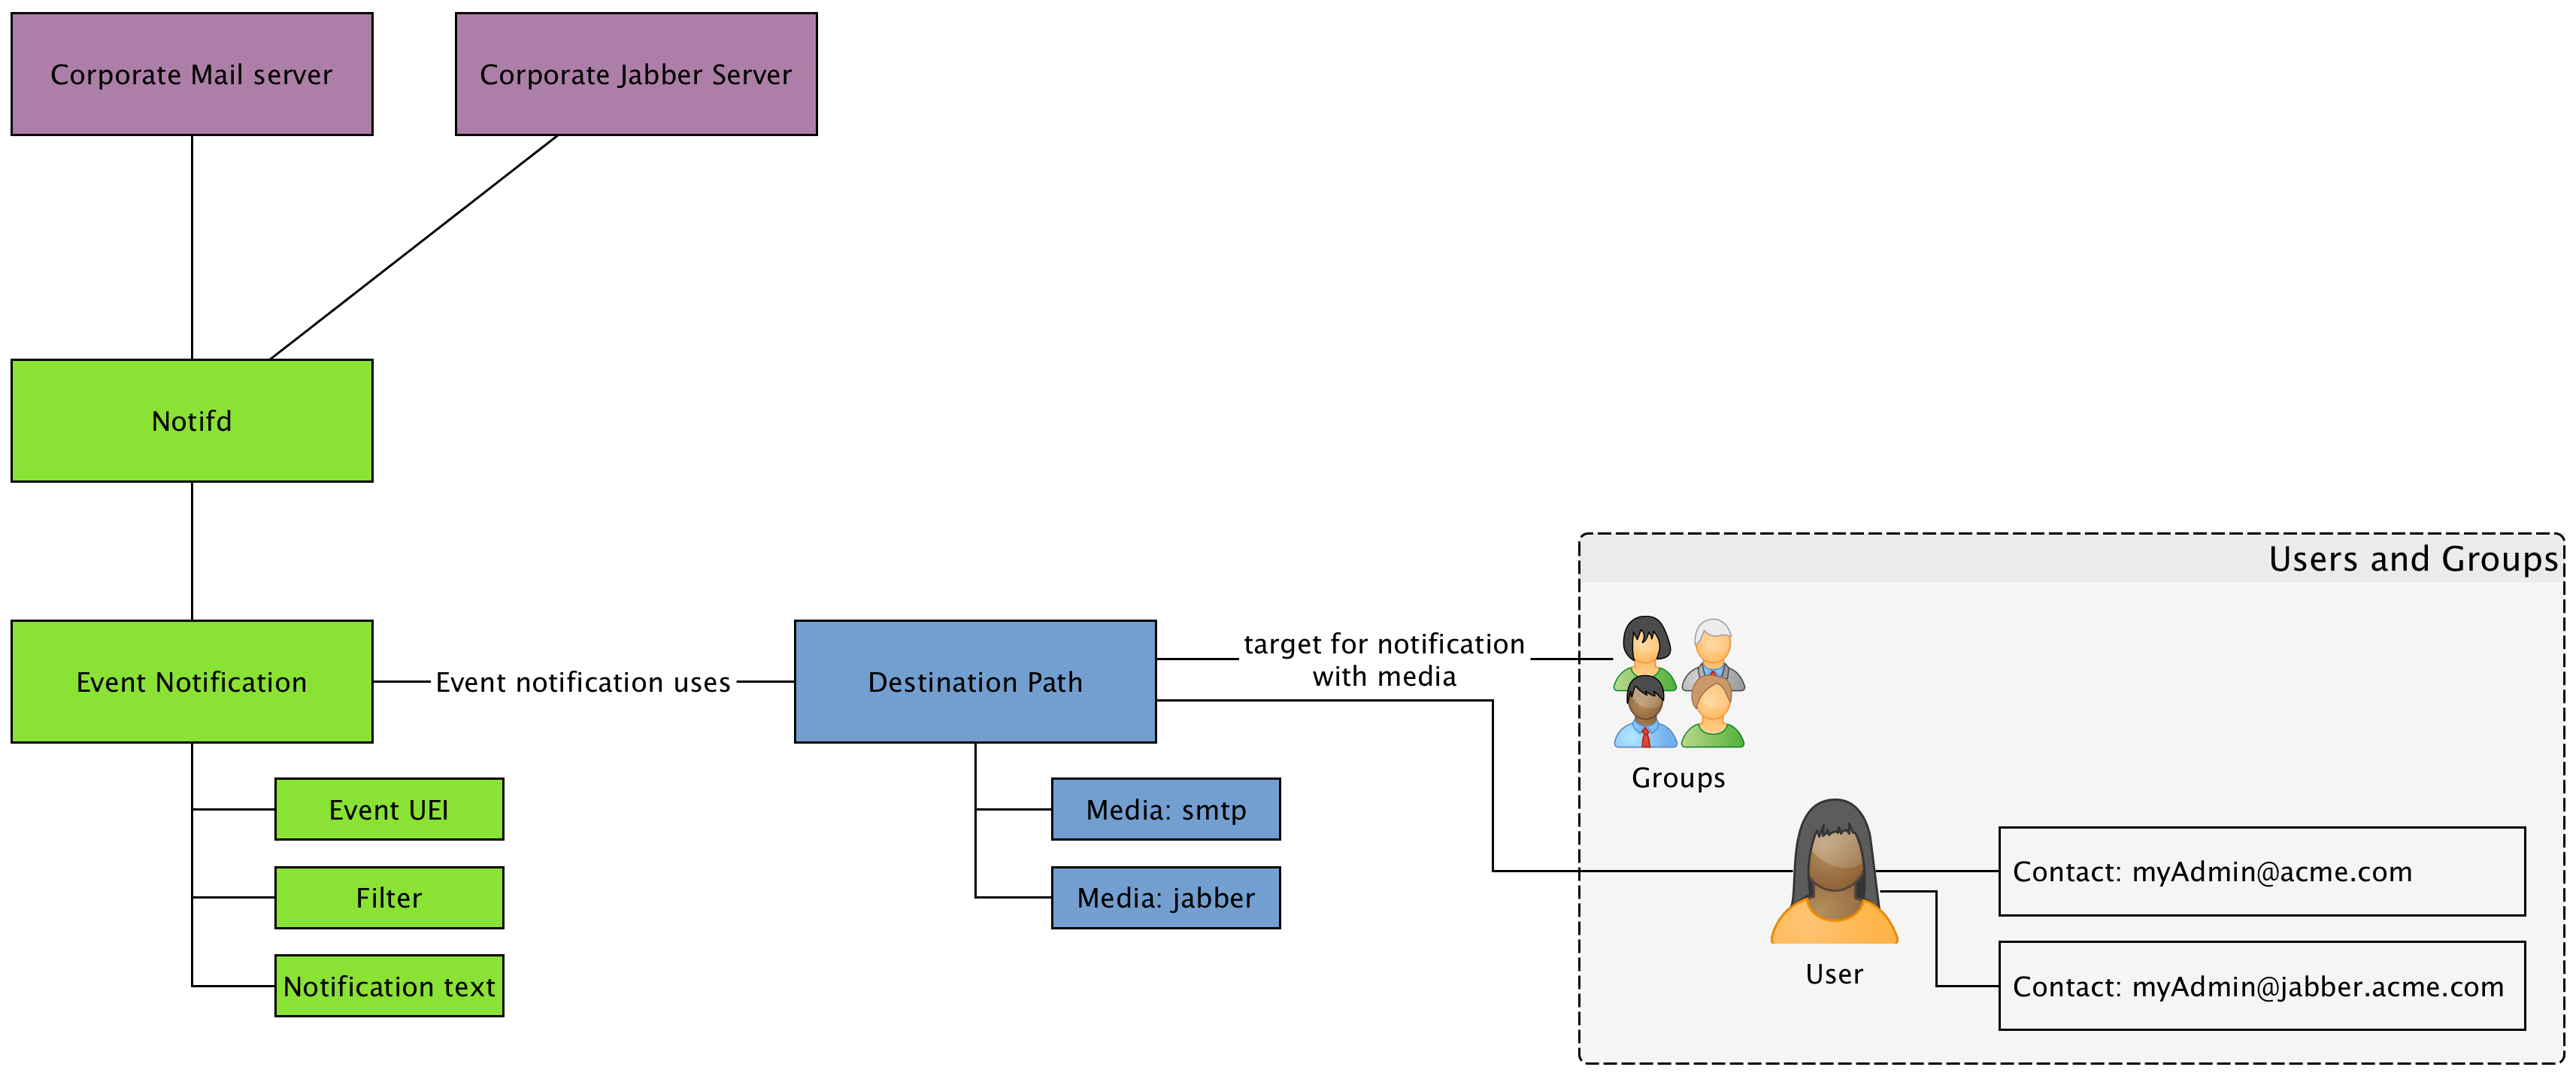 Corporate Mail server
Corporate Jabber Server
Notifd
Users and Groups
Event Notification
Event notification uses
Destination Path
target for notification
with media
Groups
Event UEI
Filter
Notification text
Media: smtp
Media: jabber
User
Contact: myAdmin@acme.com
Contact: myAdmin@jabber.acme.com